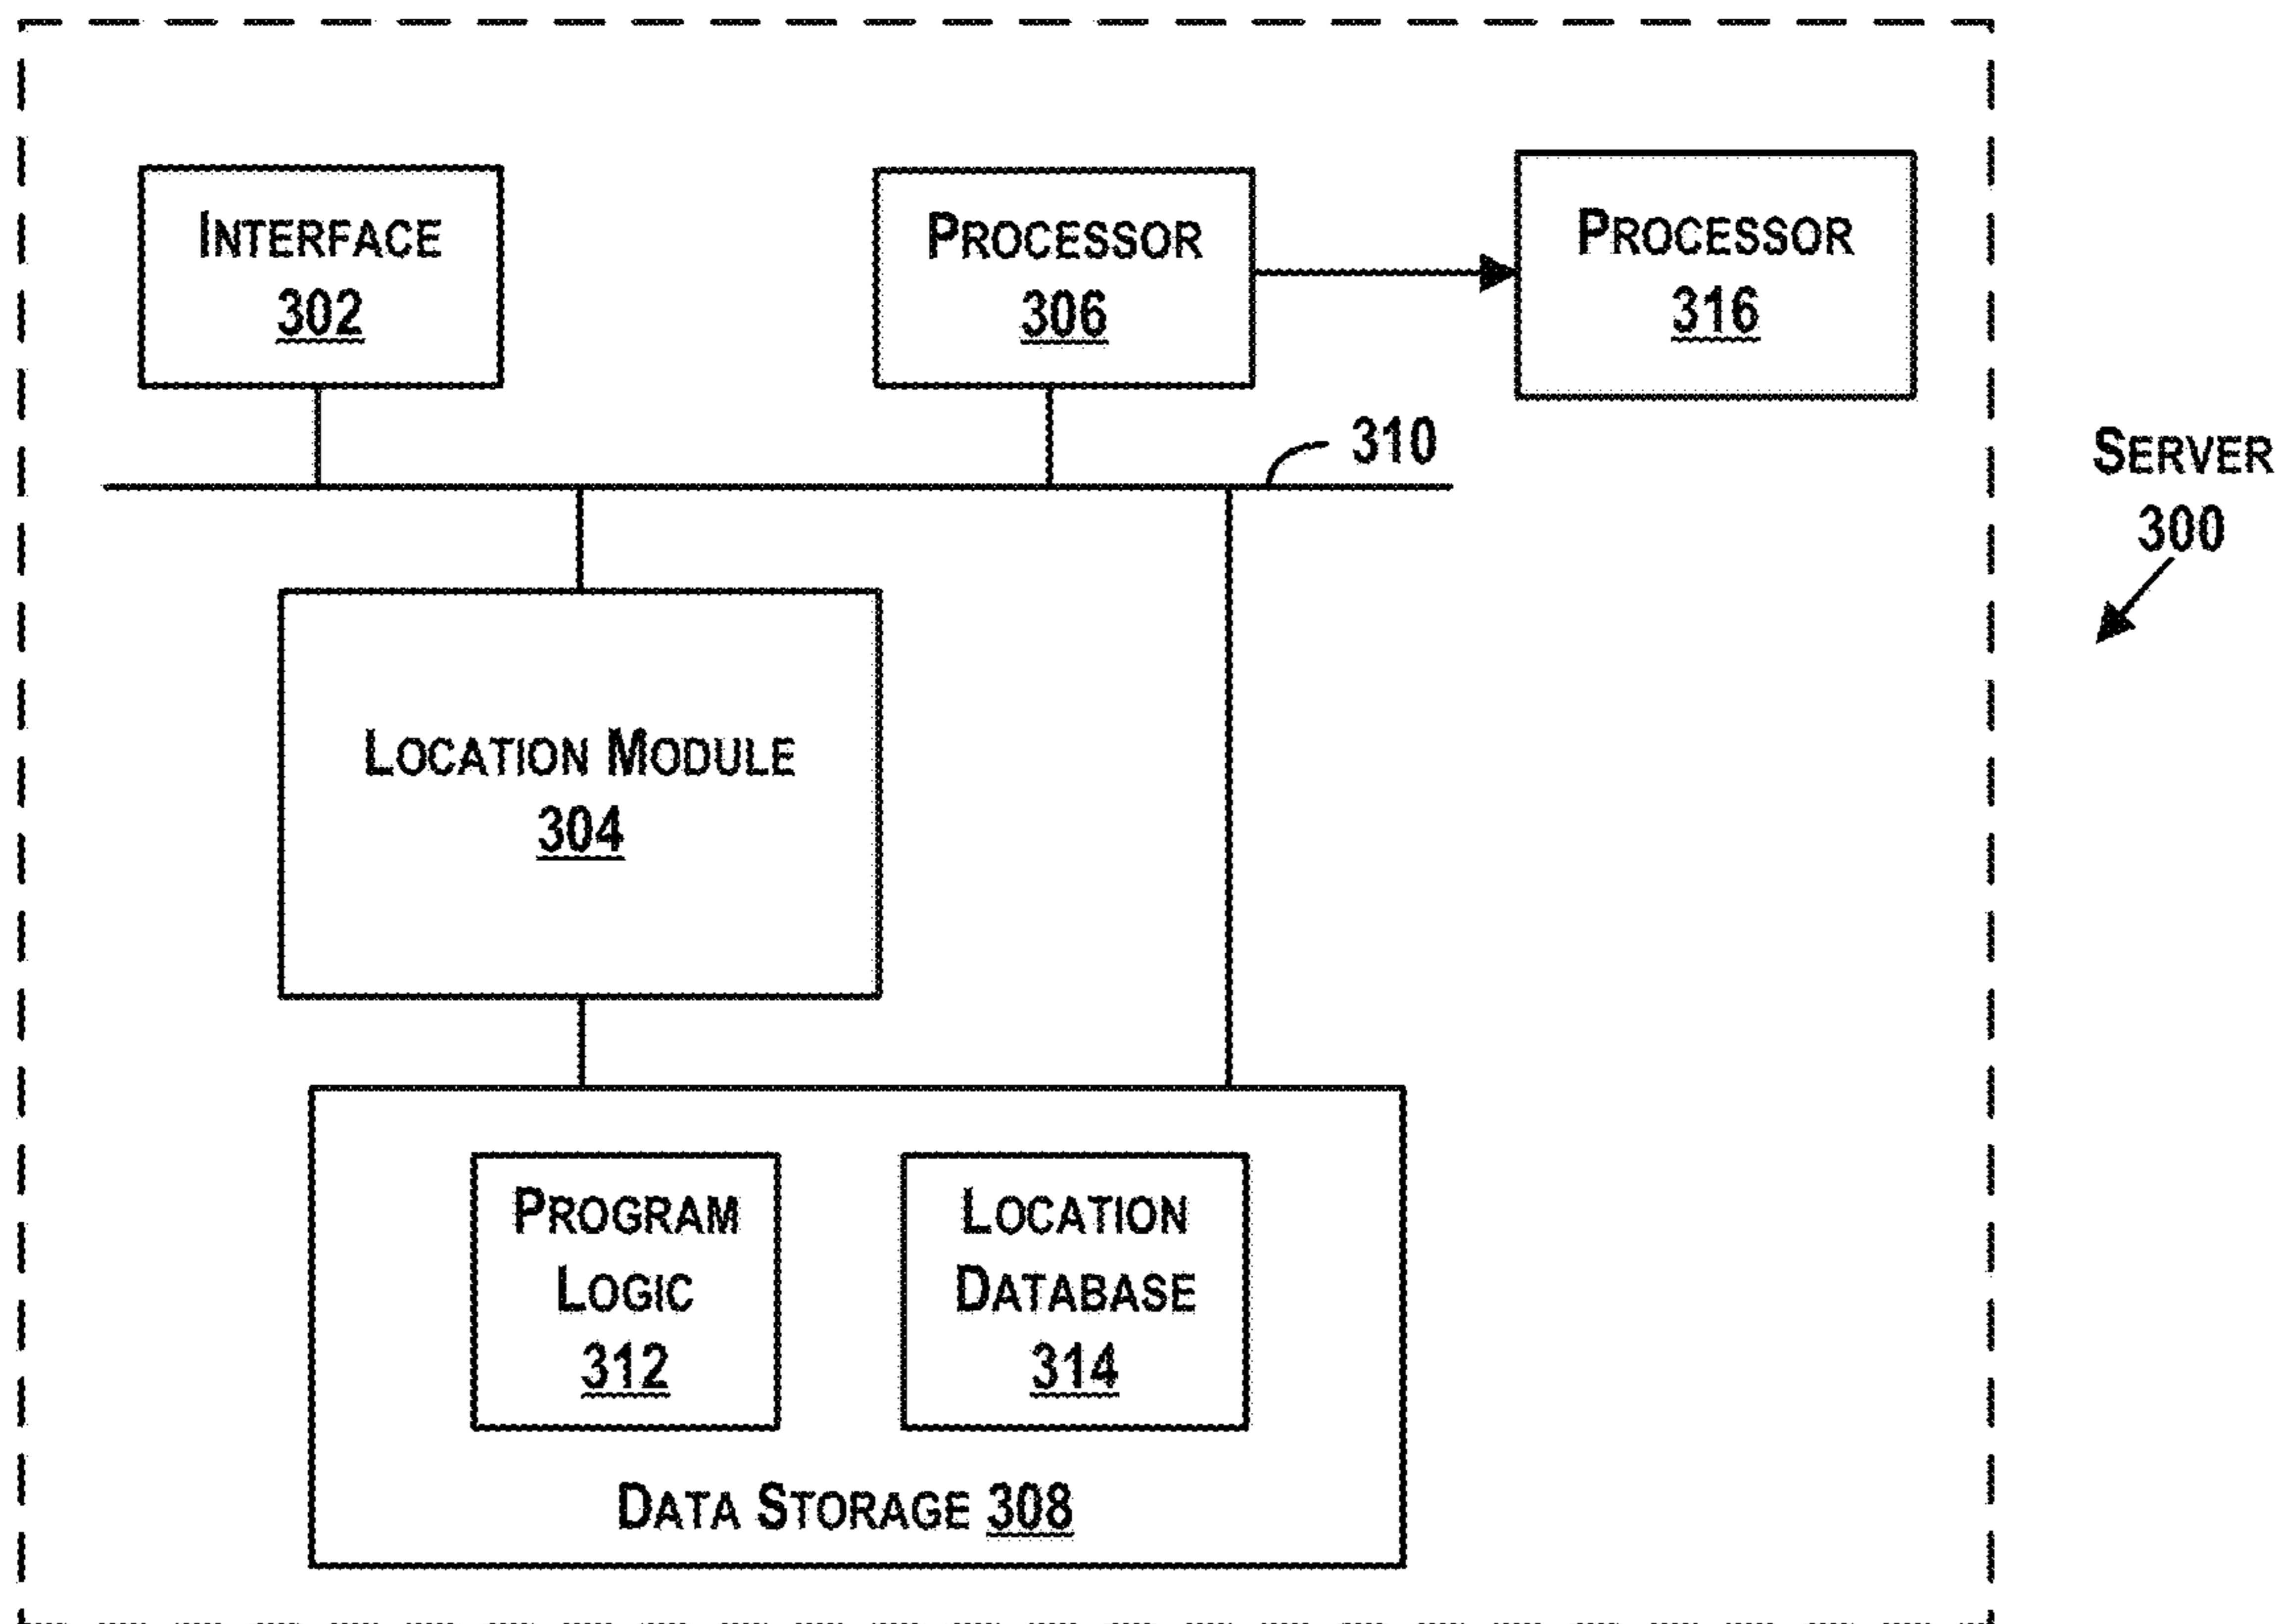 INTERFACE
302
PROCESSOR
306
PROCESSOR
316
310
SERVER
300
LOCATION MODULE
304
PROGRAM
LOGIC
312
LOCATION
DATABASE
314
DATA STORAGE 308